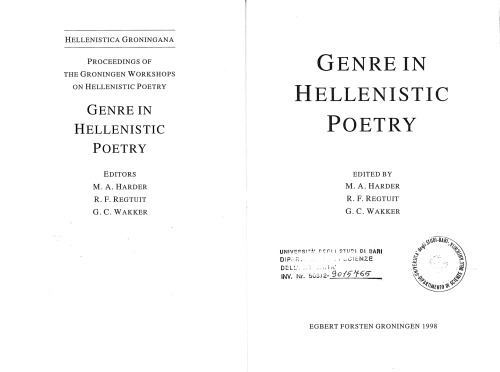 HELLENISTICA GRONINGANA
PROCEEDINGS OF
THE GRONINGEN WORKSHOPS
ON HELLENISTIC POETRY
GENRE IN
HELLENISTIC
POETRY
EDITORS
M. A. HARDER
R. F. REGTUIT
G. C. WAKKER
GENRE IN
HELLENISTIC
POETRY
EDITED BY
M. A. HARDER
R. F. REGTUIT
G. C. WAKKER
UNIVERSITA' DEGLI STUDI DI BARI
SCIENZE
INV. Nr. 9015465
EGBERT FORSTEN GRONINGEN 1998